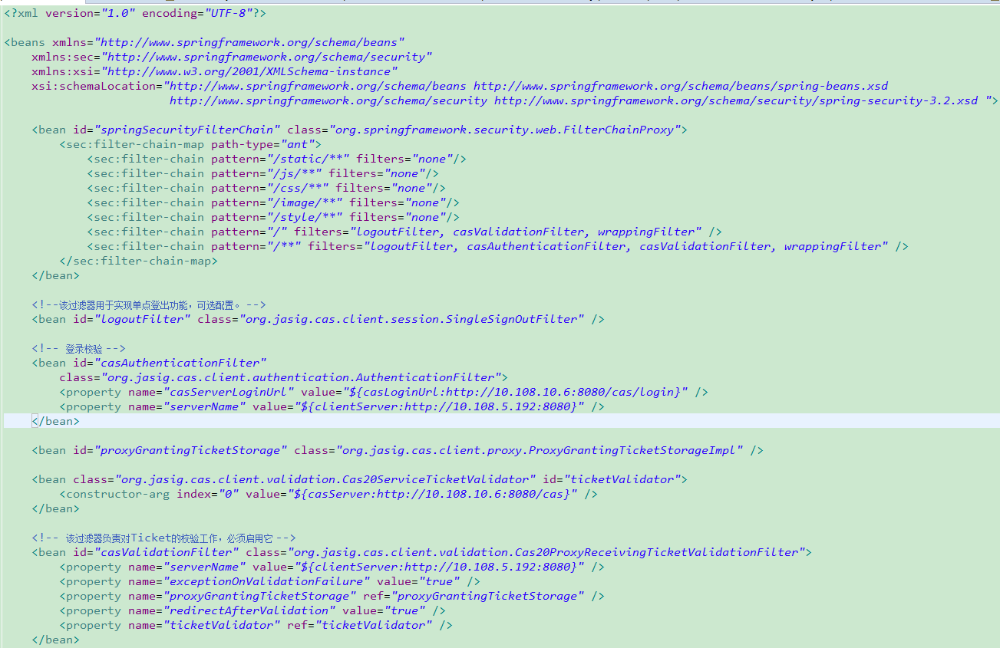 <?xml version="1.0" encoding="UTF-8"?>
<beans xmlns="http://www.springframework.org/schema/beans"
xmlns:sec="http://www.springframework.org/schema/security"
xmlns:xsi="http://www.w3.org/2001/XMLSchema-instance"
xsi:schemaLocation="http://www.springframework.org/schema/beans http://www.springframework.org/schema/beans/spring-beans.xsd
http://www.springframework.org/schema/security http://www.springframework.org/schema/security/spring-security-3.2.xsd ">
<bean id="springSecurityFilterChain" class="org.springframework.security.web.FilterChainProxy">
<sec:filter-chain-map path-type="ant">
<sec:filter-chain pattern="/static/**" filters="none"/>
<sec:filter-chain pattern="/js/**" filters="none"/>
<sec:filter-chain pattern="/css/**" filters="none"/>
<sec:filter-chain pattern="/image/**" filters="none"/>
<sec:filter-chain pattern="/style/**" filters="none"/>
<sec:filter-chain pattern="/" filters="logoutFilter, casValidationFilter, wrappingFilter" />
<sec:filter-chain pattern="/**" filters="logoutFilter, casAuthenticationFilter, casValidationFilter, wrappingFilter" />
</sec:filter-chain-map>
</bean>
<!--该过滤器用于实现单点登出功能，可选配置。 -->
<bean id="logoutFilter" class="org.jasig.cas.client.session.SingleSignOutFilter" />
<!-- 登录校验 -->
<bean id="casAuthenticationFilter"
class="org.jasig.cas.client.authentication.AuthenticationFilter">
<property name="casServerLoginUrl" value="${casLoginUrl:http://10.108.10.6:8080/cas/login}" />
<property name="serverName" value="${clientServer:http://10.108.5.192:8080}" />
</bean>
<bean id="proxyGrantingTicketStorage" class="org.jasig.cas.client.proxy.ProxyGrantingTicketStorageImpl" />
<bean class="org.jasig.cas.client.validation.Cas20ServiceTicketValidator" id="ticketValidator">
<constructor-arg index="0" value="${casServer:http://10.108.10.6:8080/cas}" />
</bean>
<!-- 该过滤器负责对Ticket的校验工作，必须启用它 -->
<bean id="casValidationFilter" class="org.jasig.cas.client.validation.Cas20ProxyReceivingTicketValidationFilter">
<property name="serverName" value="${clientServer:http://10.108.5.192:8080}" />
<property name="exceptionOnValidationFailure" value="true" />
<property name="proxyGrantingTicketStorage" ref="proxyGrantingTicketStorage" />
<property name="redirectAfterValidation" value="true" />
<property name="ticketValidator" ref="ticketValidator" />
</bean>